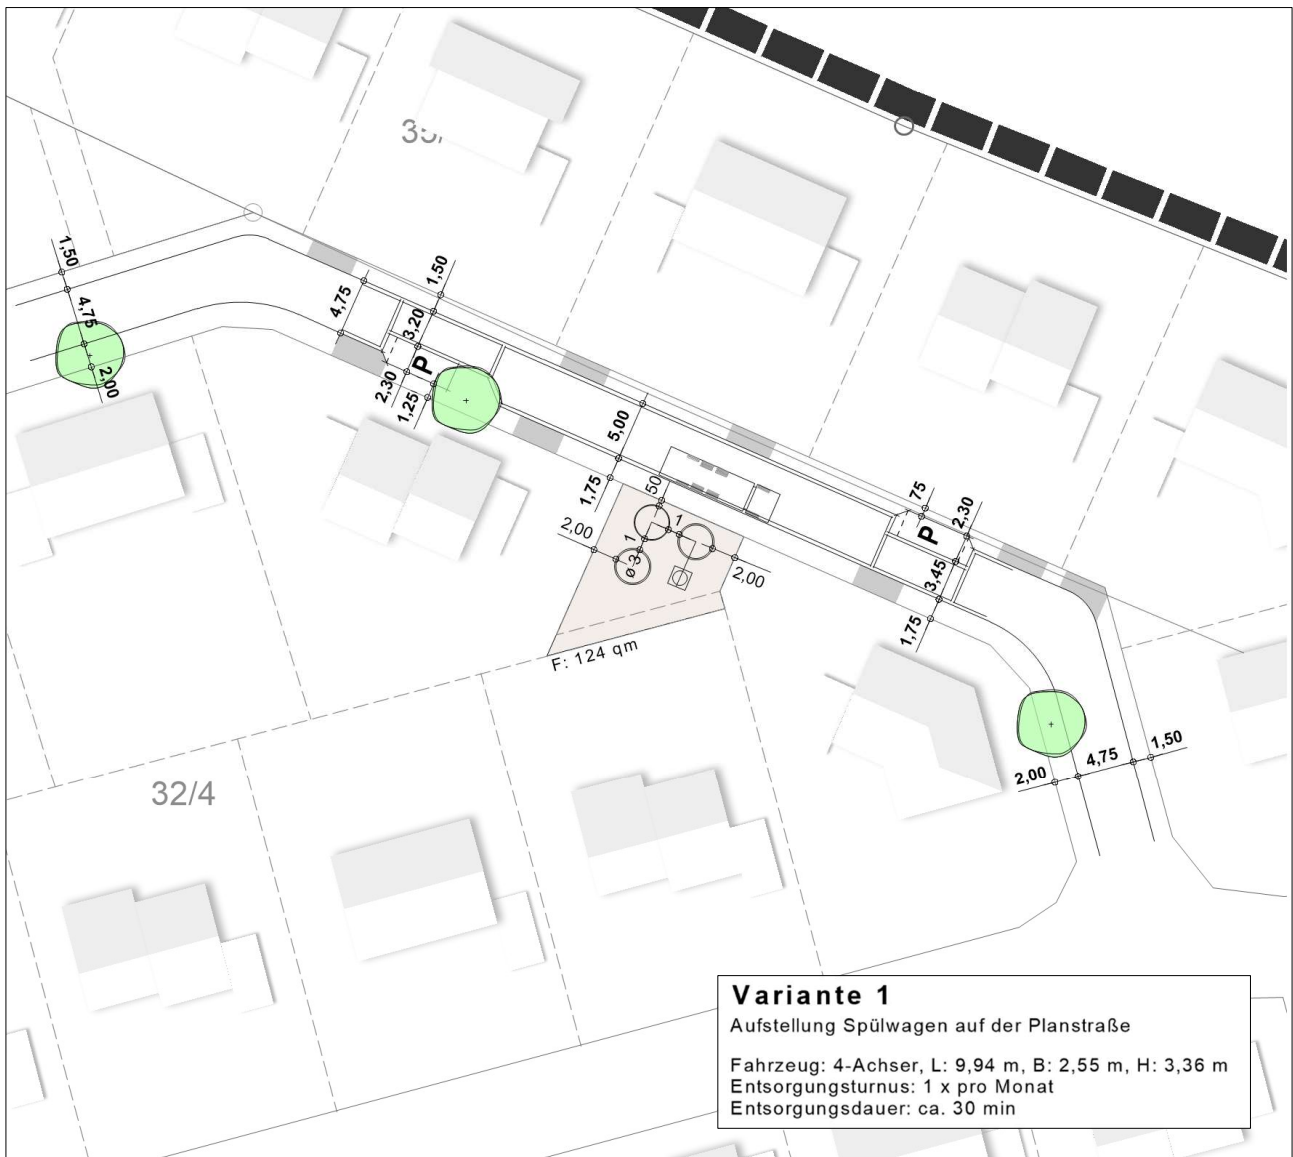 35/
1,50
4,75
2,00
4,75
1,50
3,20
P
2,30
1,25
5,00
1,75
50
2,00
1
1
ø 3
2,00
75
2,30
P
3,45
1,75
F: 124 qm
32/4
2,00
4,75
1,50
Variante 1
Aufstellung Spülwagen auf der Planstraße
Fahrzeug: 4-Achser, L: 9,94 m, B: 2,55 m, H: 3,36 m
Entsorgungsturnus: 1 x pro Monat
Entsorgungsdauer: ca. 30 min